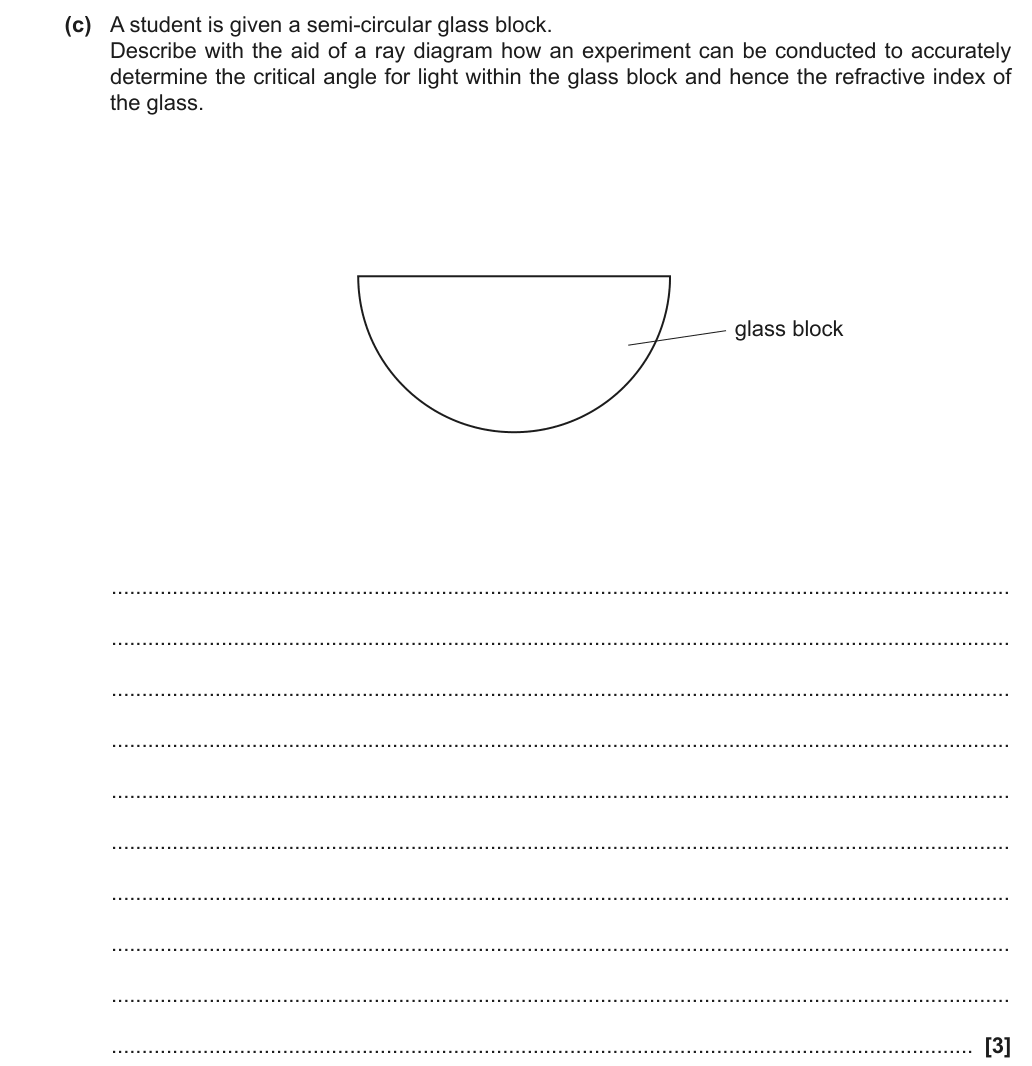 (c) A student is given a semi-circular glass block.
Describe with the aid of a ray diagram how an experiment can be conducted to accurately
determine the critical angle for light within the glass block and hence the refractive index of
the glass.
glass block
[3]